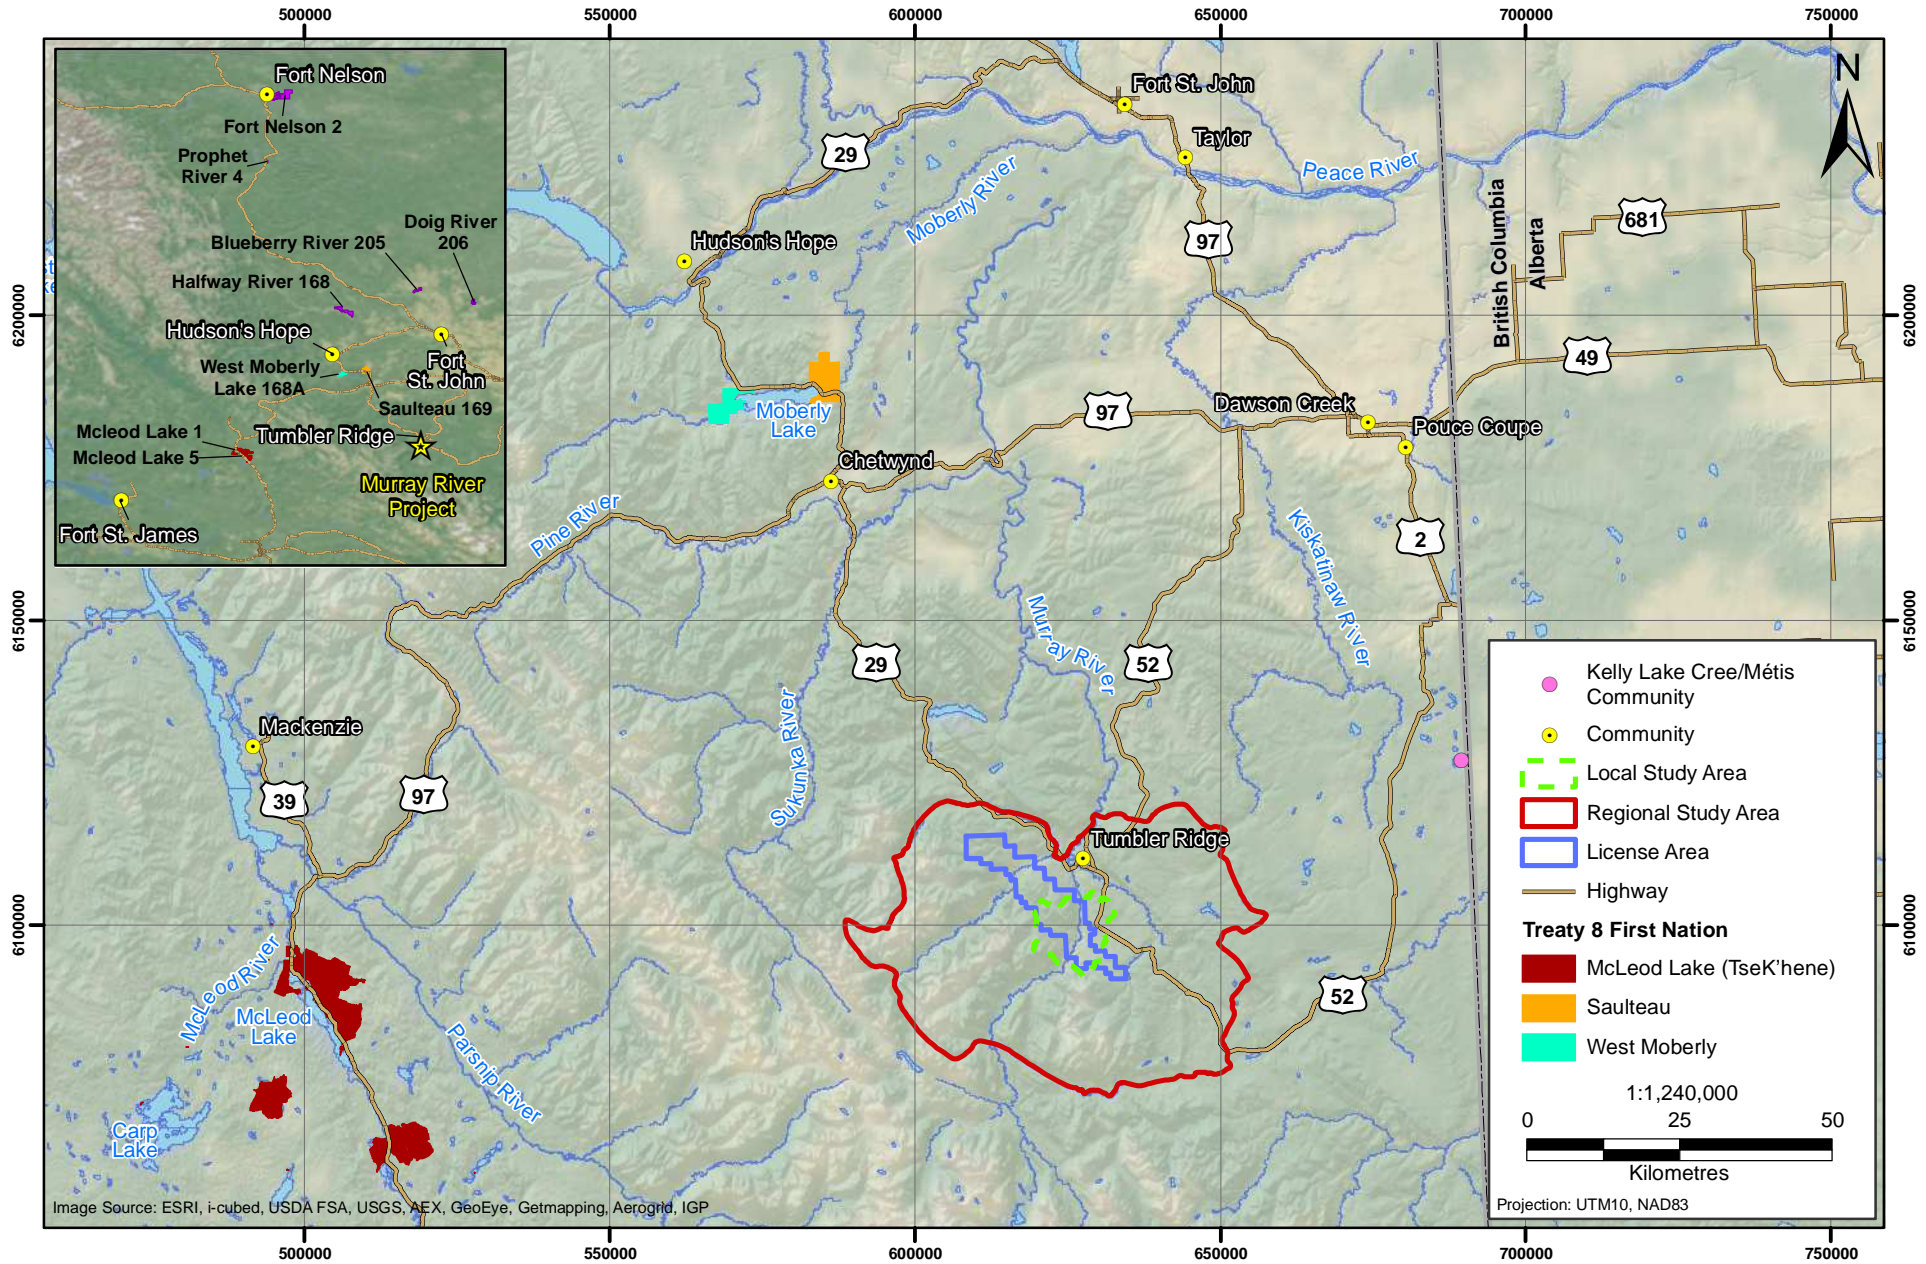 500000
550000
600000
650000
700000
750000
Fort Nelson
Fort Nelson 2
Prophet
River 4
Doig River
206
Blueberry River 205
Halfway River 168
Hudson's Hope
West Moberly
Lake 168A
Fort
St. John
Saulteau 169
Mcleod Lake 1
Mcleod Lake 5
Tumbler Ridge
Murray River
Project
Fort St. James
Fort St. John
Taylor
29
Peace River
Moberly River
N
British Columbia
Alberta
681
97
Hudson's Hope
49
Moberly
Lake
97
Dawson Creek
Pouce Coupe
Chetwynd
Pine River
Kiskatinaw River
2
Murray River
29
52
Sukunka River
Mackenzie
39
97
Tumbler Ridge
McLeod River
McLeod
Lake
Parsnip River
Carp
Lake
52
6200000
6150000
6100000
6200000
6150000
6100000
Kelly Lake Cree/Métis
Community
Community
Local Study Area
Regional Study Area
License Area
Highway
Treaty 8 First Nation
McLeod Lake (TseK'hene)
Saulteau
West Moberly
1:1,240,000
0 25 50
Kilometres
Projection: UTM10, NAD83
Image Source: ESRI, i-cubed, USDA FSA, USGS, AEX, GeoEye, Getmapping, Aerogrid, IGP
500000
550000
600000
650000
700000
750000